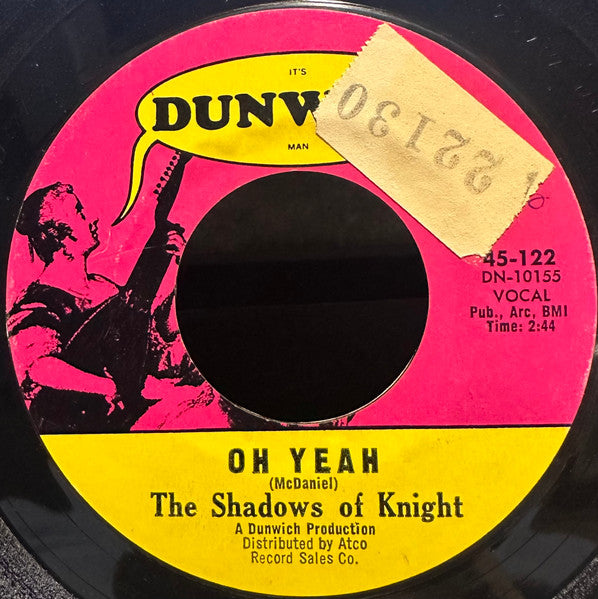 IT'S
MAN
22130
45-122
DN-10155
VOCAL
Pub., Arc, BMI
Time: 2:44
OH YEAH
(McDaniel)
The Shadows of Knight
A Dunwich Production
Distributed by Atco
Record Sales Co.